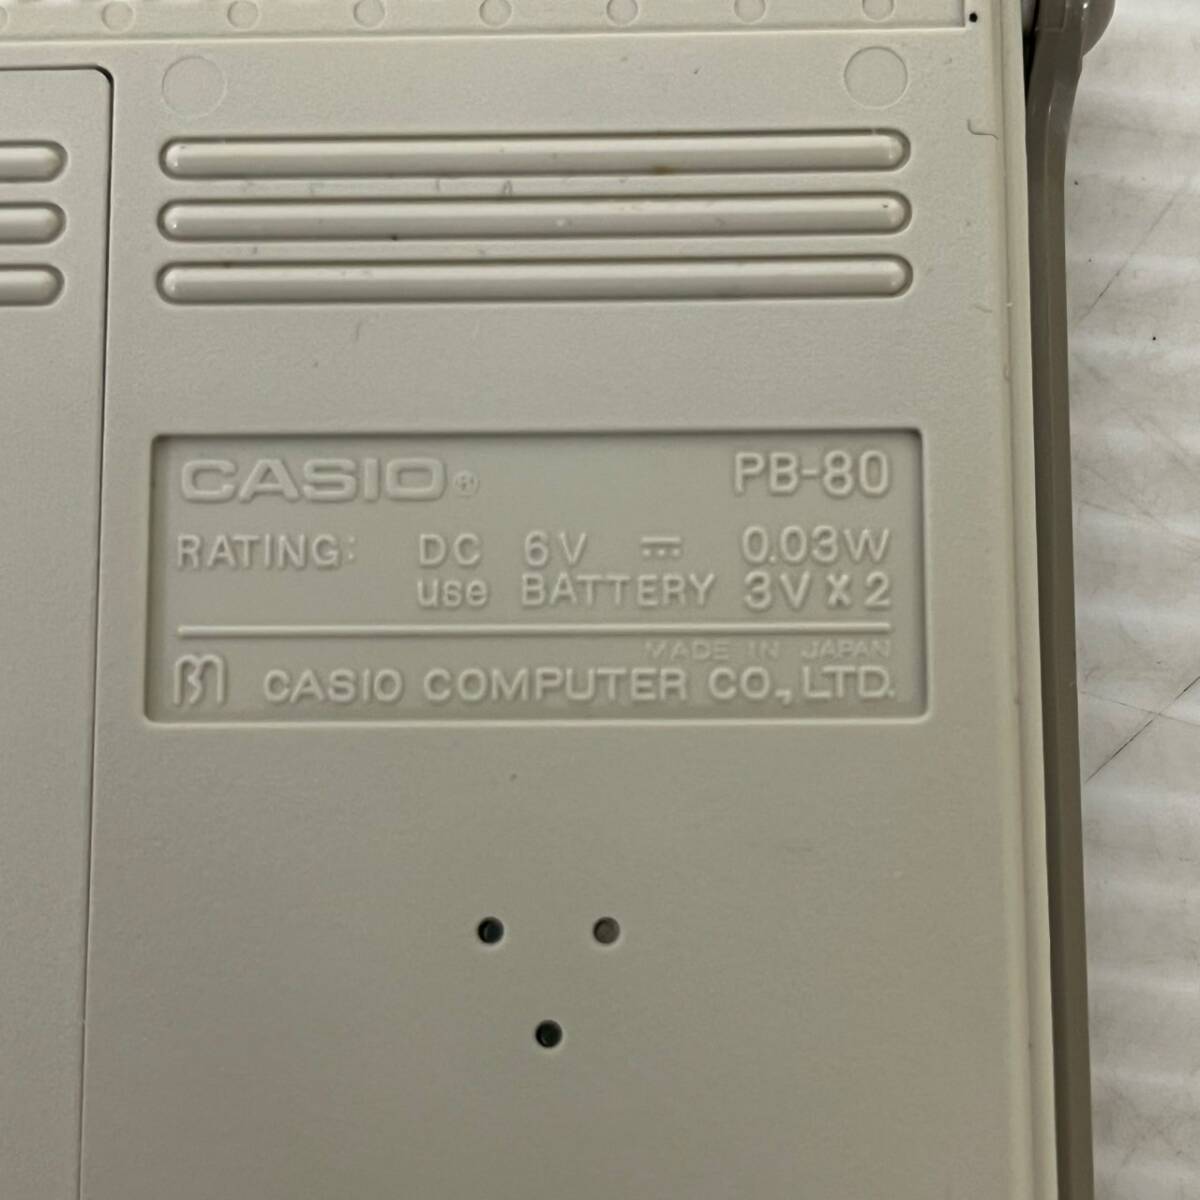 CASIO® PB-80
RATING: DC 6V ⎓ 0.03W
use BATTERY 3V X 2
MADE IN JAPAN
CASIO COMPUTER CO., LTD.